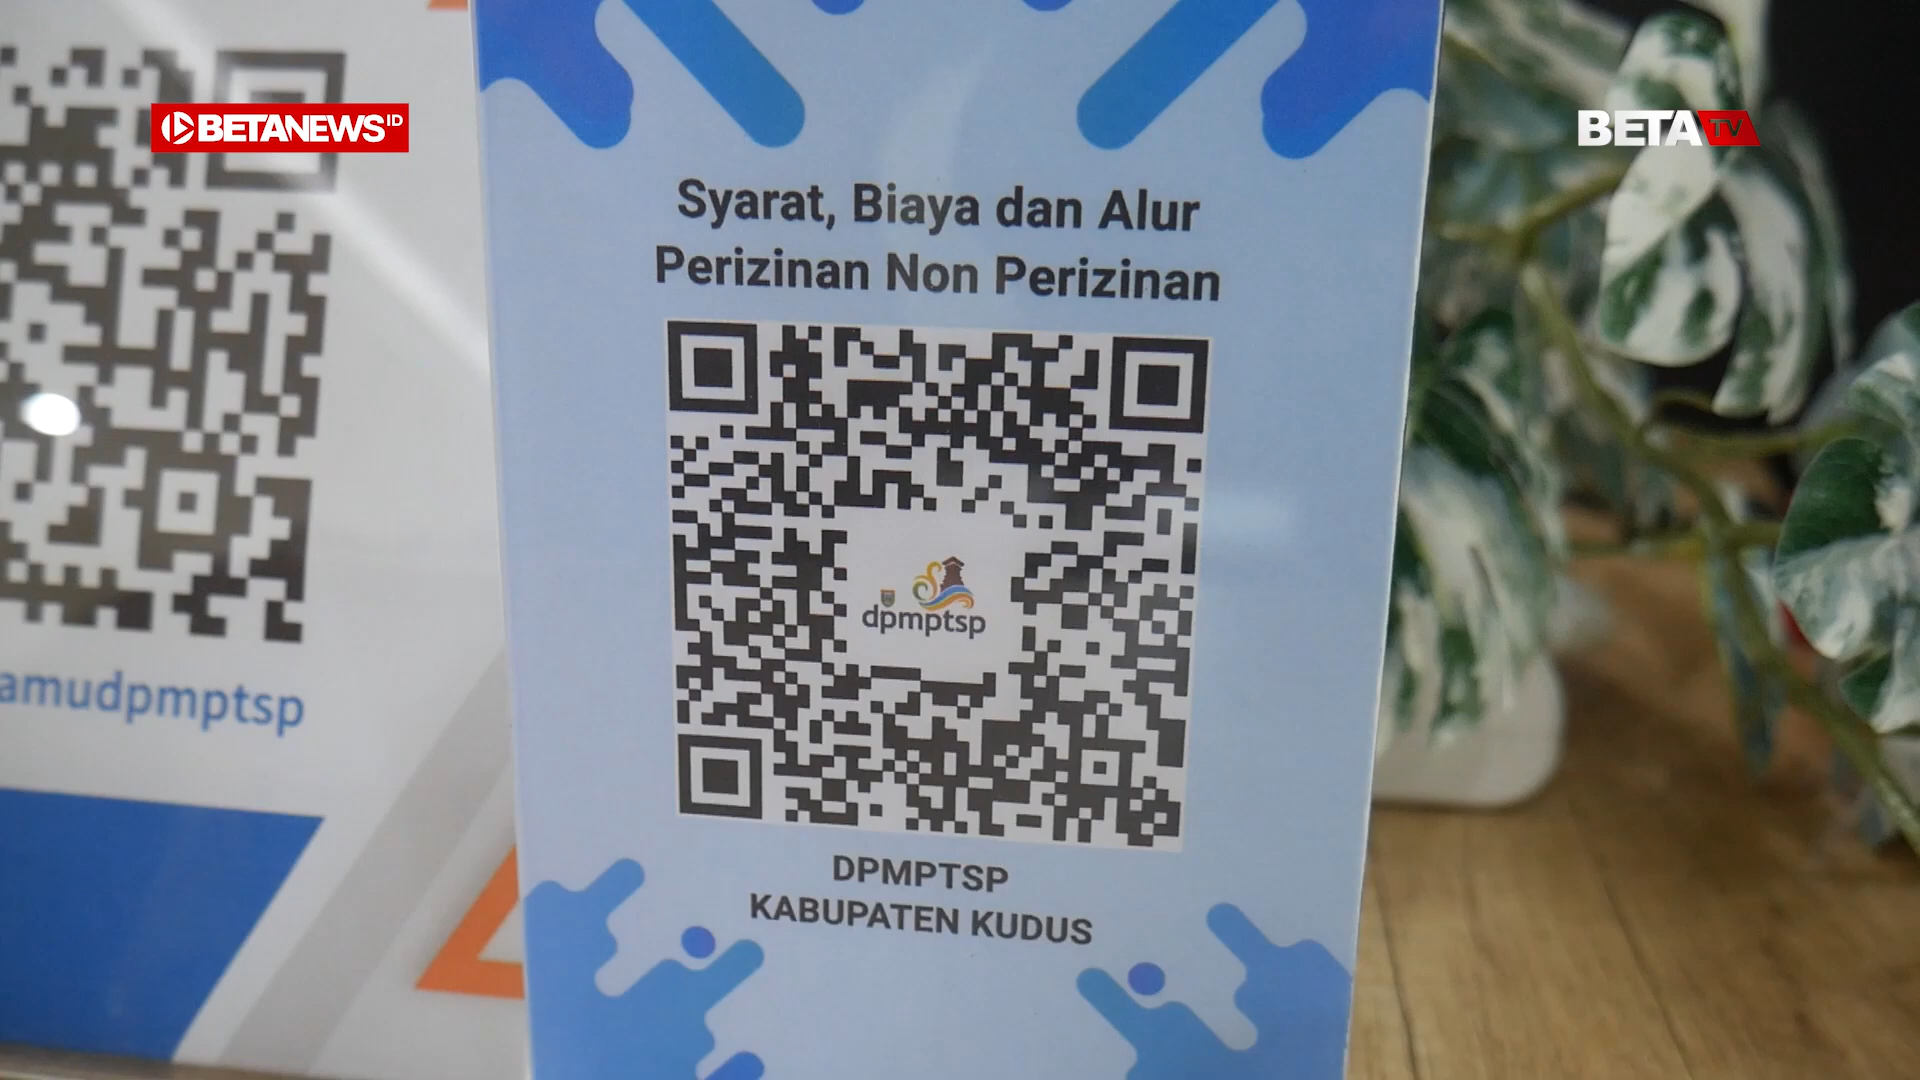 BETANEWS ID
BETA TV
Syarat, Biaya dan Alur
Perizinan Non Perizinan
dpmptsp
DPMPTSP
KABUPATEN KUDUS
amudpmptsp